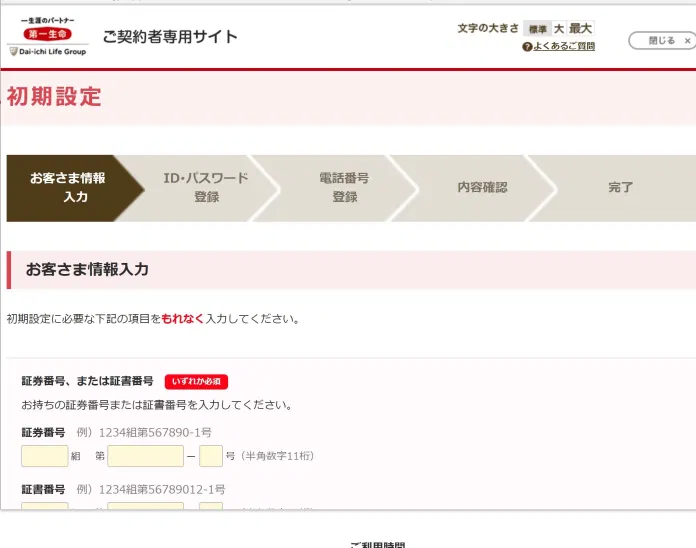 一生涯のパートナー
第一生命
Dai-ichi Life Group
ご契約者専用サイト
文字の大きさ 標準 大 最大
?よくあるご質問
閉じる ×
初期設定
お客さま情報
入力
ID・パスワード
登録
電話番号
登録
内容確認
完了
お客さま情報入力
初期設定に必要な下記の項目をもれなく入力してください。
証券番号、または証書番号 いずれか必須
お持ちの証券番号または証書番号を入力してください。
証券番号 例）1234組第567890-1号
組 第 － 号（半角数字11桁）
証書番号 例）1234組第56789012-1号
ご利用時間